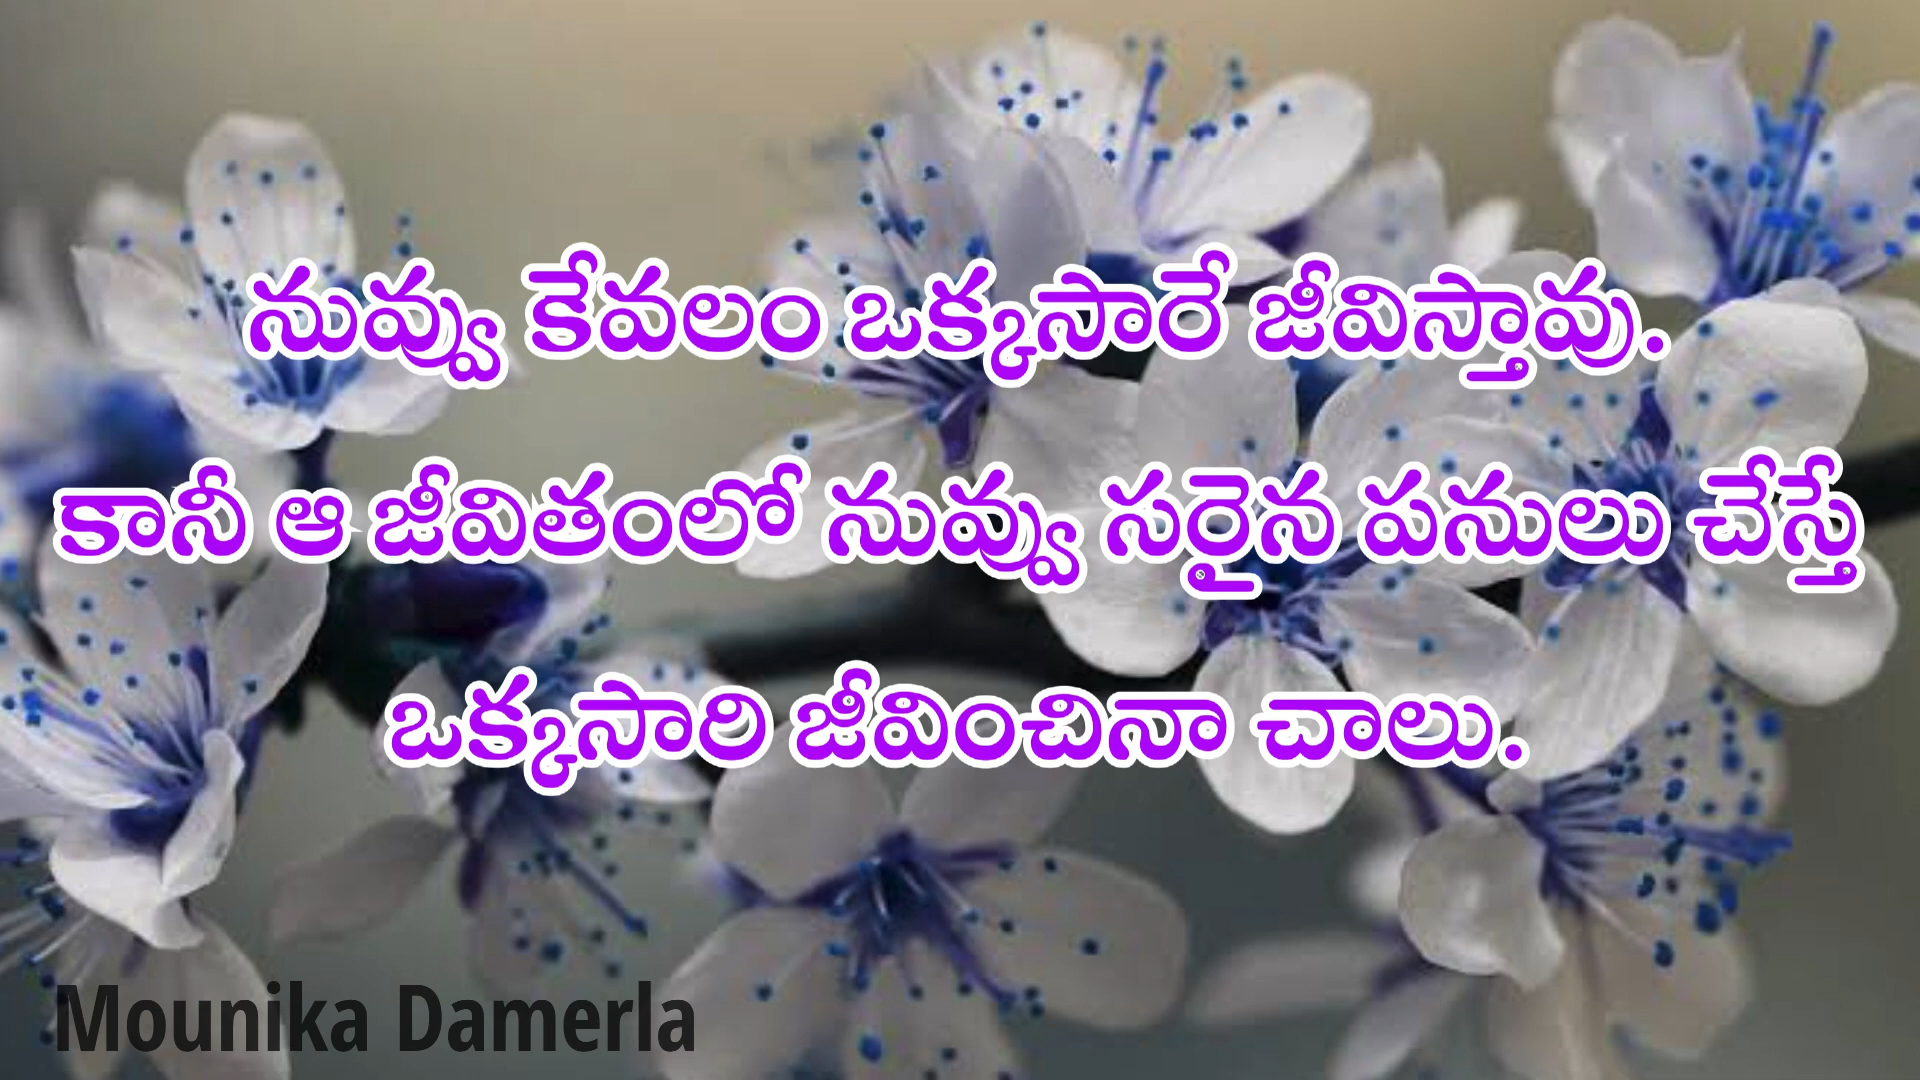 నువ్వు కేవలం ఒక్కసారే జీవిస్తావు.
కానీ ఆ జీవితంలో నువ్వు సరైన పనులు చేస్తే
ఒక్కసారి జీవించినా చాలు.
Mounika Damerla